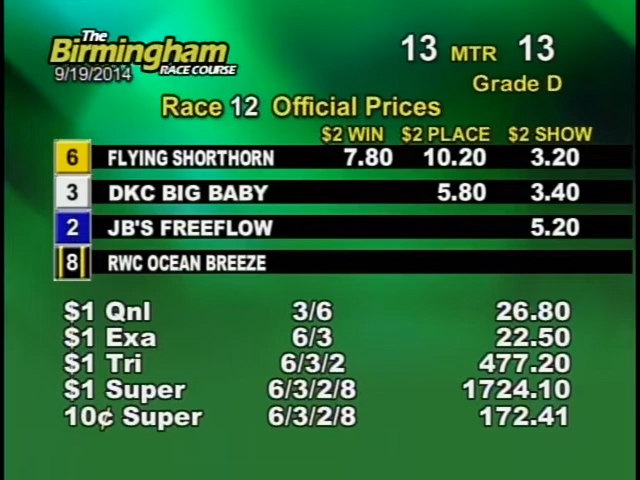 The
Birmingham
RACE COURSE
9/19/2014
13 MTR 13
Grade D
Race 12 Official Prices
$2 WIN $2 PLACE $2 SHOW
6 FLYING SHORTHORN 7.80 10.20 3.20
3 DKC BIG BABY 5.80 3.40
2 JB'S FREEFLOW 5.20
8 RWC OCEAN BREEZE
$1 Qnl 3/6 26.80
$1 Exa 6/3 22.50
$1 Tri 6/3/2 477.20
$1 Super 6/3/2/8 1724.10
10¢ Super 6/3/2/8 172.41